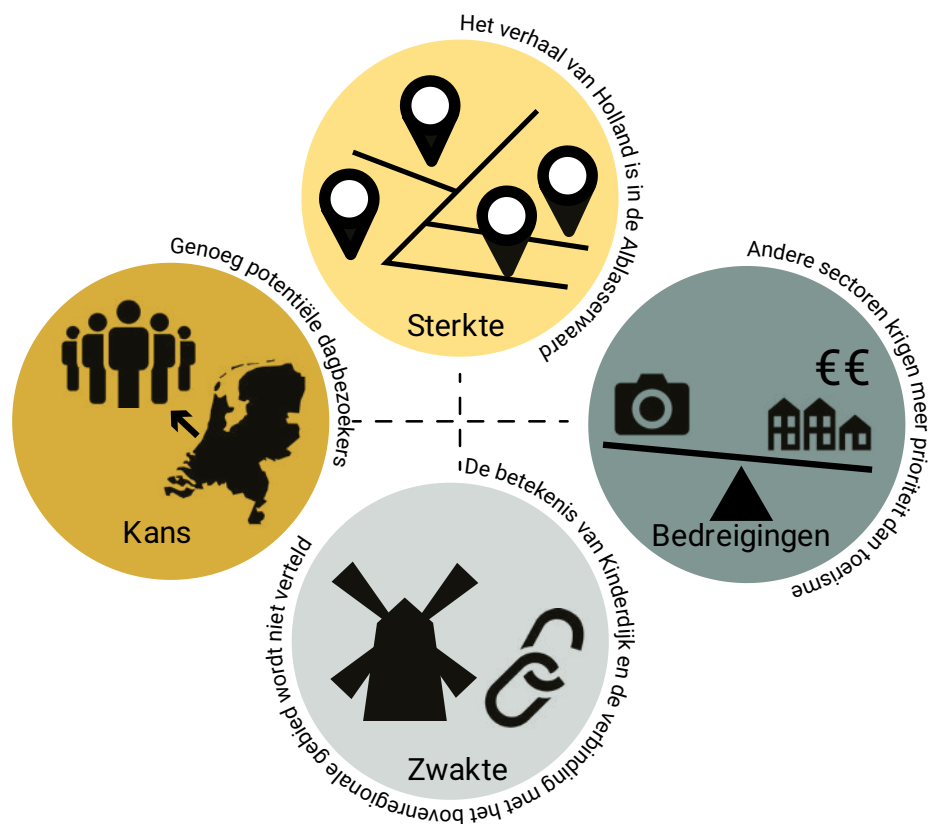 Het verhaal van Holland is in de Alblasserwaard
Sterkte
Genoeg potentiële dagbezoekers
Kans
Andere sectoren krigen meer prioriteit dan toerisme
€€
Bedreigingen
De betekenis van Kinderdijk en de verbinding met het bovenregionale gebied wordt niet verteld
Zwakte